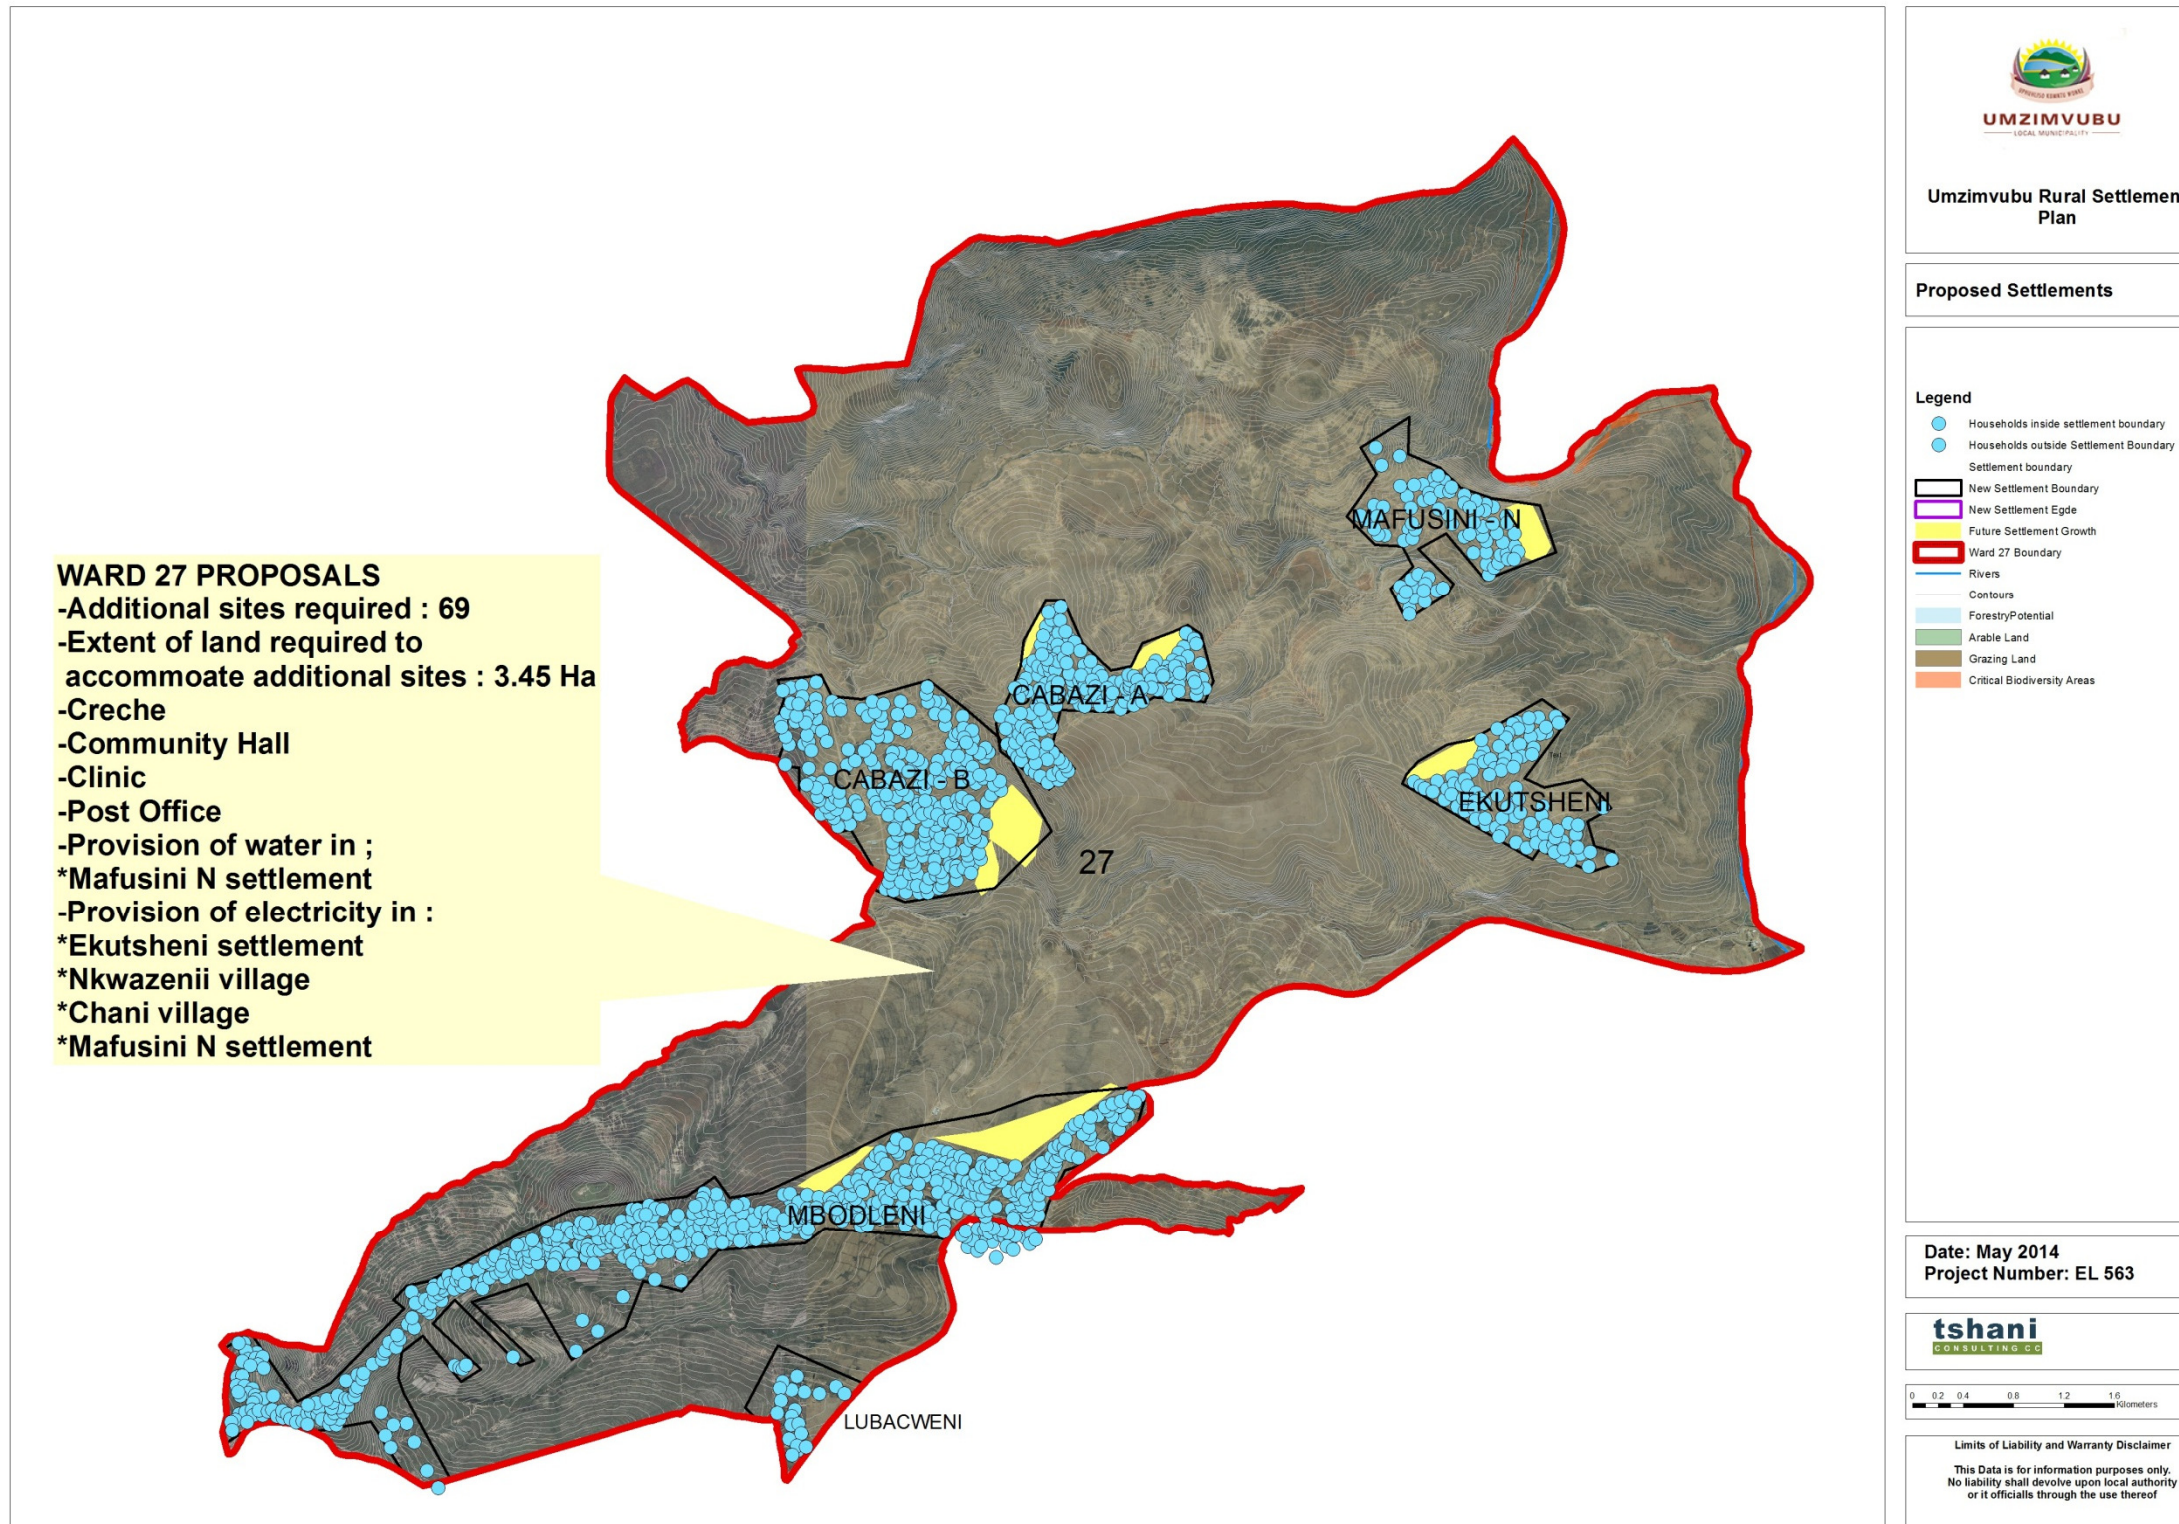 UMZIMVUBU
LOCAL MUNICIPALITY
Umzimvubu Rural Settlemen
Plan
Proposed Settlements
Legend
Households inside settlement boundary
Households outside Settlement Boundary
Settlement boundary
New Settlement Boundary
New Settlement Egde
Future Settlement Growth
Ward 27 Boundary
Rivers
Contours
ForestryPotential
Arable Land
Grazing Land
Critical Biodiversity Areas
WARD 27 PROPOSALS
-Additional sites required : 69
-Extent of land required to
accommoate additional sites : 3.45 Ha
-Creche
-Community Hall
-Clinic
-Post Office
-Provision of water in ;
*Mafusini N settlement
-Provision of electricity in :
*Ekutsheni settlement
*Nkwazenii village
*Chani village
*Mafusini N settlement
MAFUSINI - N
CABAZI - A
CABAZI - B
EKUTSHENI
Text
27
MBODLENI
LUBACWENI
Date: May 2014
Project Number: EL 563
tshani
CONSULTING CC
0 0.2 0.4 0.8 1.2 1.6
Kilometers
Limits of Liability and Warranty Disclaimer
This Data is for information purposes only.
No liability shall devolve upon local authority
or it officialls through the use thereof